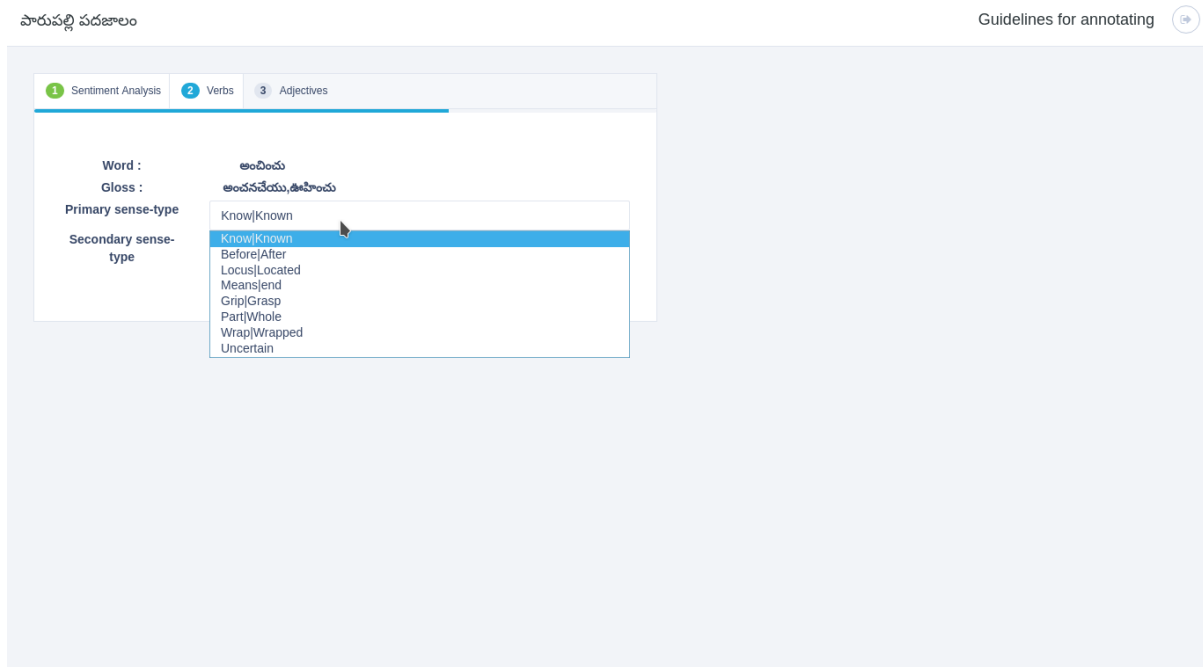 పారుపల్లి పదజాలం
Guidelines for annotating
1 Sentiment Analysis 2 Verbs 3 Adjectives
Word : అంచించు
Gloss : అంచనచేయు,ఊహించు
Primary sense-type Know|Known
Secondary sense-
type
Know|Known
Before|After
Locus|Located
Means|end
Grip|Grasp
Part|Whole
Wrap|Wrapped
Uncertain